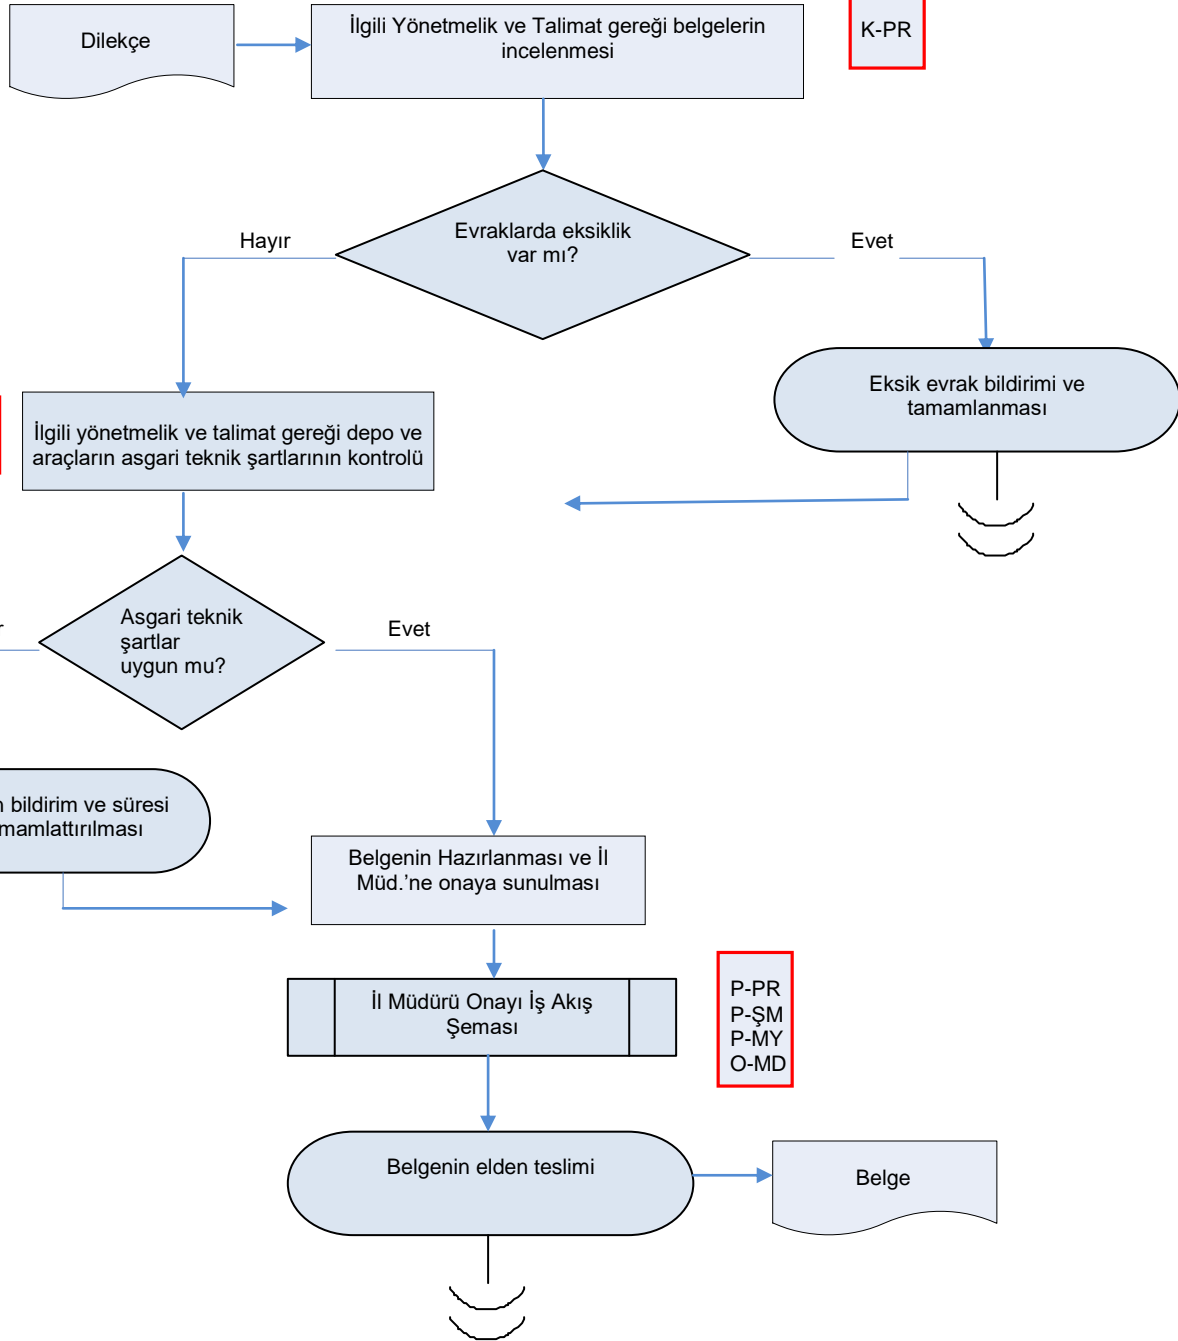 Dilekçe
İlgili Yönetmelik ve Talimat gereği belgelerin
incelenmesi
K-PR
Evraklarda eksiklik
var mı?
Hayır
Evet
Eksik evrak bildirimi ve
tamamlanması
İlgili yönetmelik ve talimat gereği depo ve
araçların asgari teknik şartlarının kontrolü
Asgari teknik
şartlar
uygun mu?
Evet
bildirim ve süresi
Belgenin Hazırlanması ve İl
Müd.’ne onaya sunulması
İl Müdürü Onayı İş Akış
Şeması
P-PR
P-ŞM
P-MY
O-MD
Belgenin elden teslimi
Belge